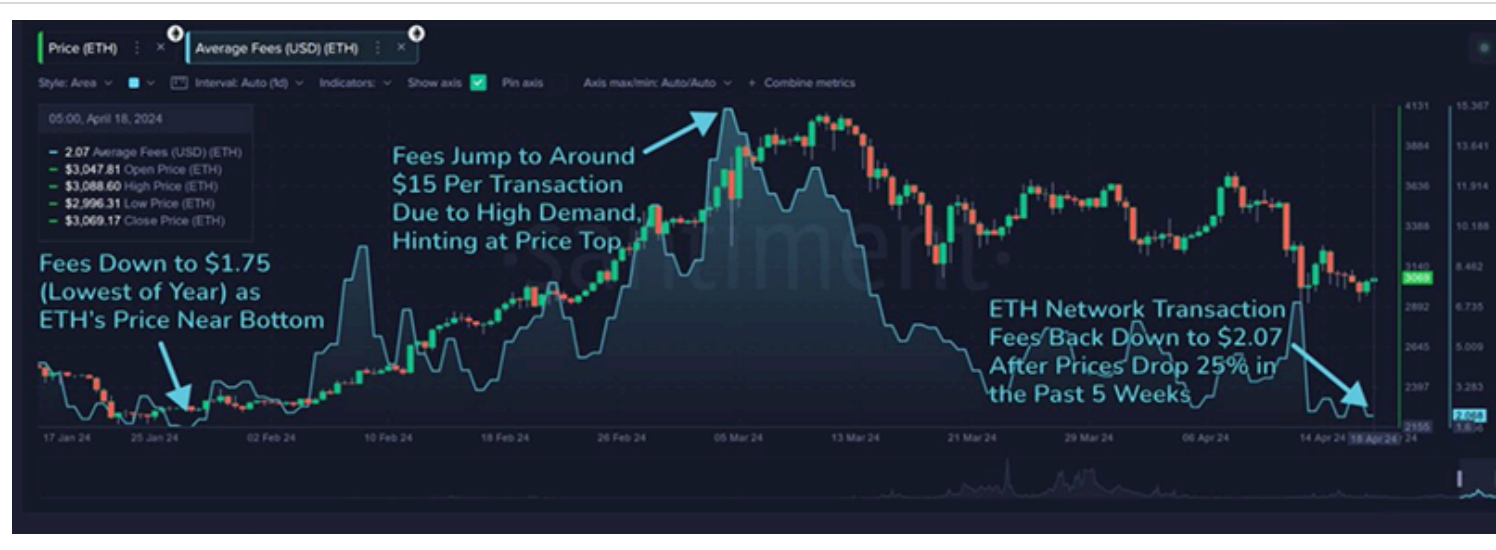 Price (ETH)
Average Fees (USD) (ETH)
Style: Area
Interval: Auto (1d)
Indicators:
Show axis
Pin axis
Axis max/min: Auto/Auto
+ Combine metrics
05:00, April 18, 2024
2.07 Average Fees (USD) (ETH)
$3,047.81 Open Price (ETH)
$3,088.60 High Price (ETH)
$2,996.31 Low Price (ETH)
$3,069.17 Close Price (ETH)
Fees Down to $1.75
(Lowest of Year) as
ETH's Price Near Bottom
Fees Jump to Around
$15 Per Transaction
Due to High Demand,
Hinting at Price Top
·santiment·
ETH Network Transaction
Fees Back Down to $2.07
After Prices Drop 25% in
the Past 5 Weeks
4131
3884
3636
3388
3140
3069
2892
2645
2397
2155
15.367
13.641
11.914
10.188
8.462
6.735
5.009
3.283
2.068
17 Jan 24
25 Jan 24
02 Feb 24
10 Feb 24
18 Feb 24
26 Feb 24
05 Mar 24
13 Mar 24
21 Mar 24
29 Mar 24
06 Apr 24
14 Apr 24
18 Apr 24